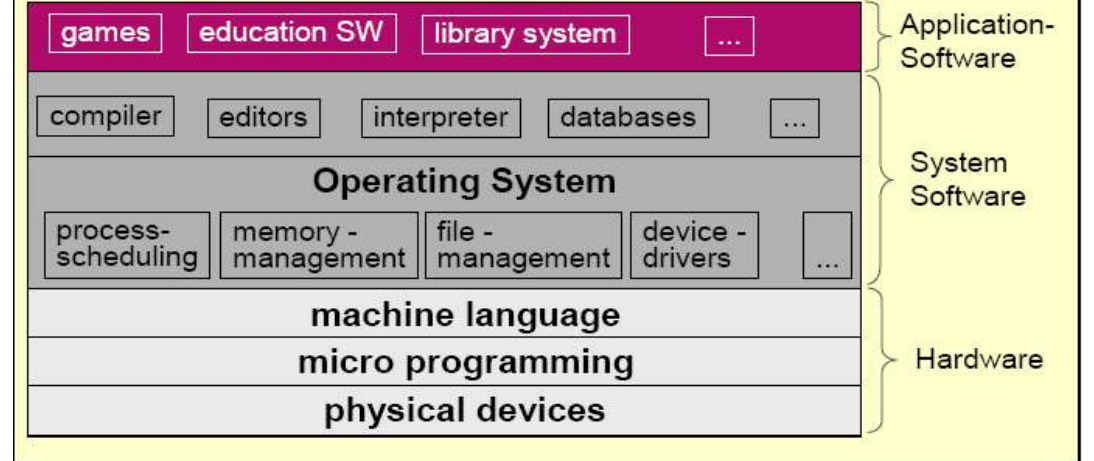 games education SW library system ...
Application-
Software
compiler editors interpreter databases ...
System
Software
Operating System
process-
scheduling
memory -
management
file -
management
device -
drivers
...
machine language
micro programming
Hardware
physical devices